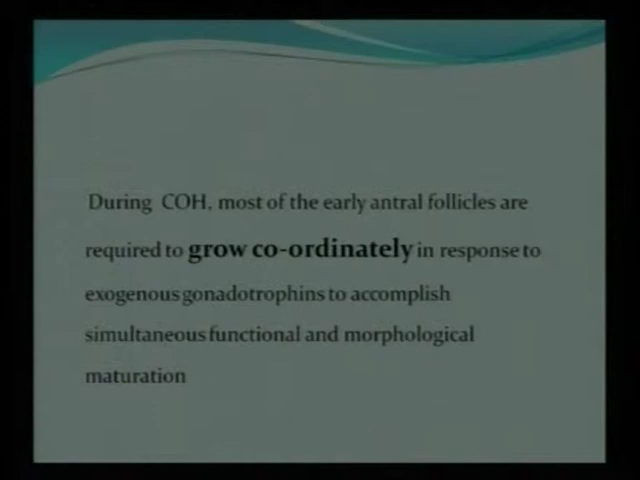 During COH, most of the early antral follicles are
required to grow co-ordinately in response to
exogenous gonadotrophins to accomplish
simultaneous functional and morphological
maturation